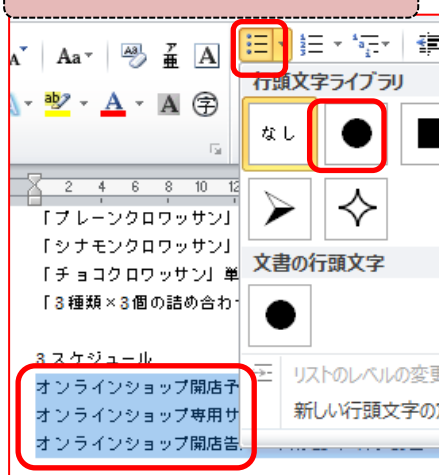 Aa
ア
亜
A
ab
A
A
字
行頭文字ライブラリ
なし
2 4 6 8 10 12
「プレーンクロワッサン」
「シナモンクロワッサン」
「チョコクロワッサン」単
「3種類×3個の詰め合わ
文書の行頭文字
3スケジュール
オンラインショップ開店予
オンラインショップ専用サ
オンラインショップ開店告
リストのレベルの変更
新しい行頭文字の定